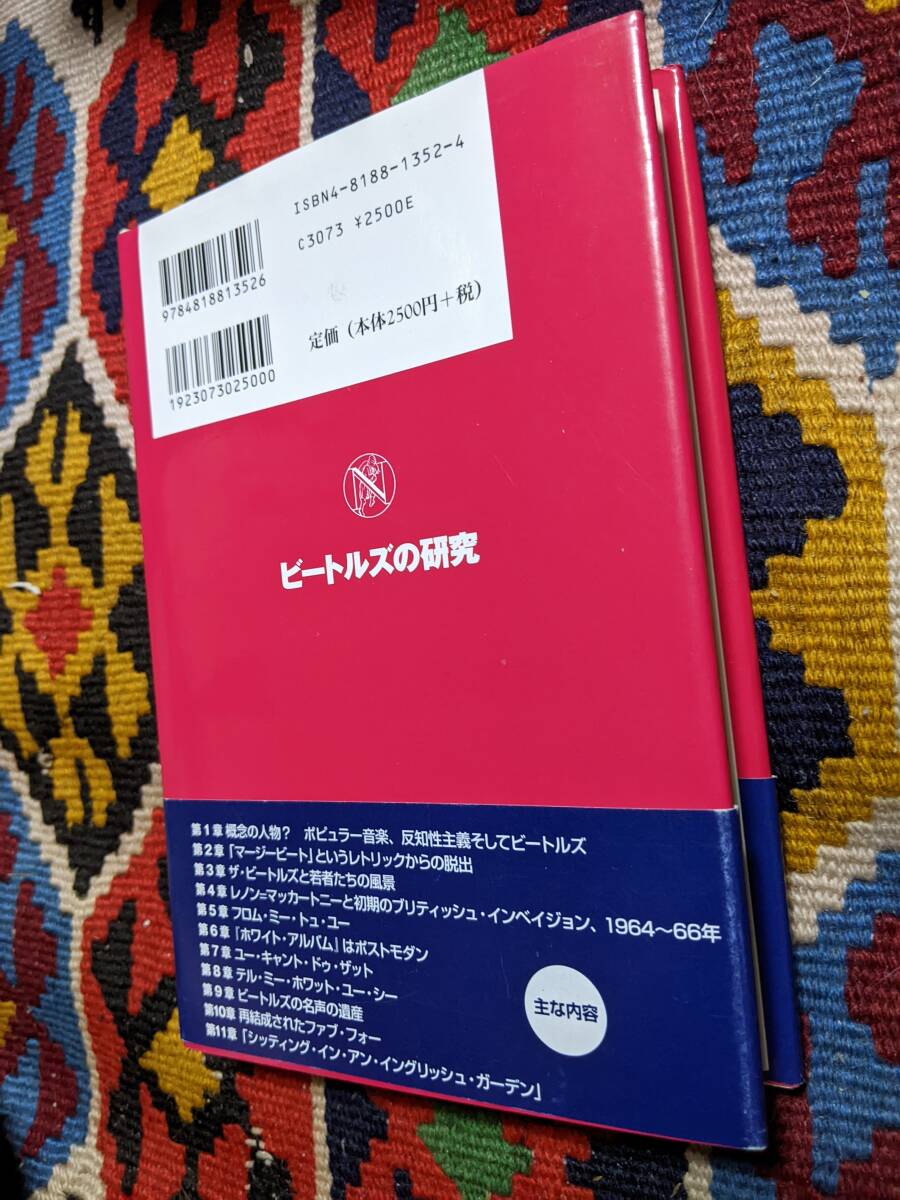 ISBN4-8188-1352-4
C3073 ¥2500E
9784818813526
定価（本体2500円＋税）
1923073025000
N
ビートルズの研究
第1章 概念の人物？ ポピュラー音楽、反知性主義そしてビートルズ
第2章「マージービート」というレトリックからの脱出
第3章 ザ・ビートルズと若者たちの風景
第4章 レノン=マッカートニーと初期のブリティッシュ・インベイジョン、1964〜66年
第5章 フロム・ミー・トュ・ユー
第6章「ホワイト・アルバム」はポストモダン
第7章 ユー・キャント・ドゥ・ザット
第8章 テル・ミー・ホワット・ユー・シー
第9章 ビートルズの名声の遺産
第10章 再結成されたファブ・フォー
第11章「シッティング・イン・アン・イングリッシュ・ガーデン」
主な内容